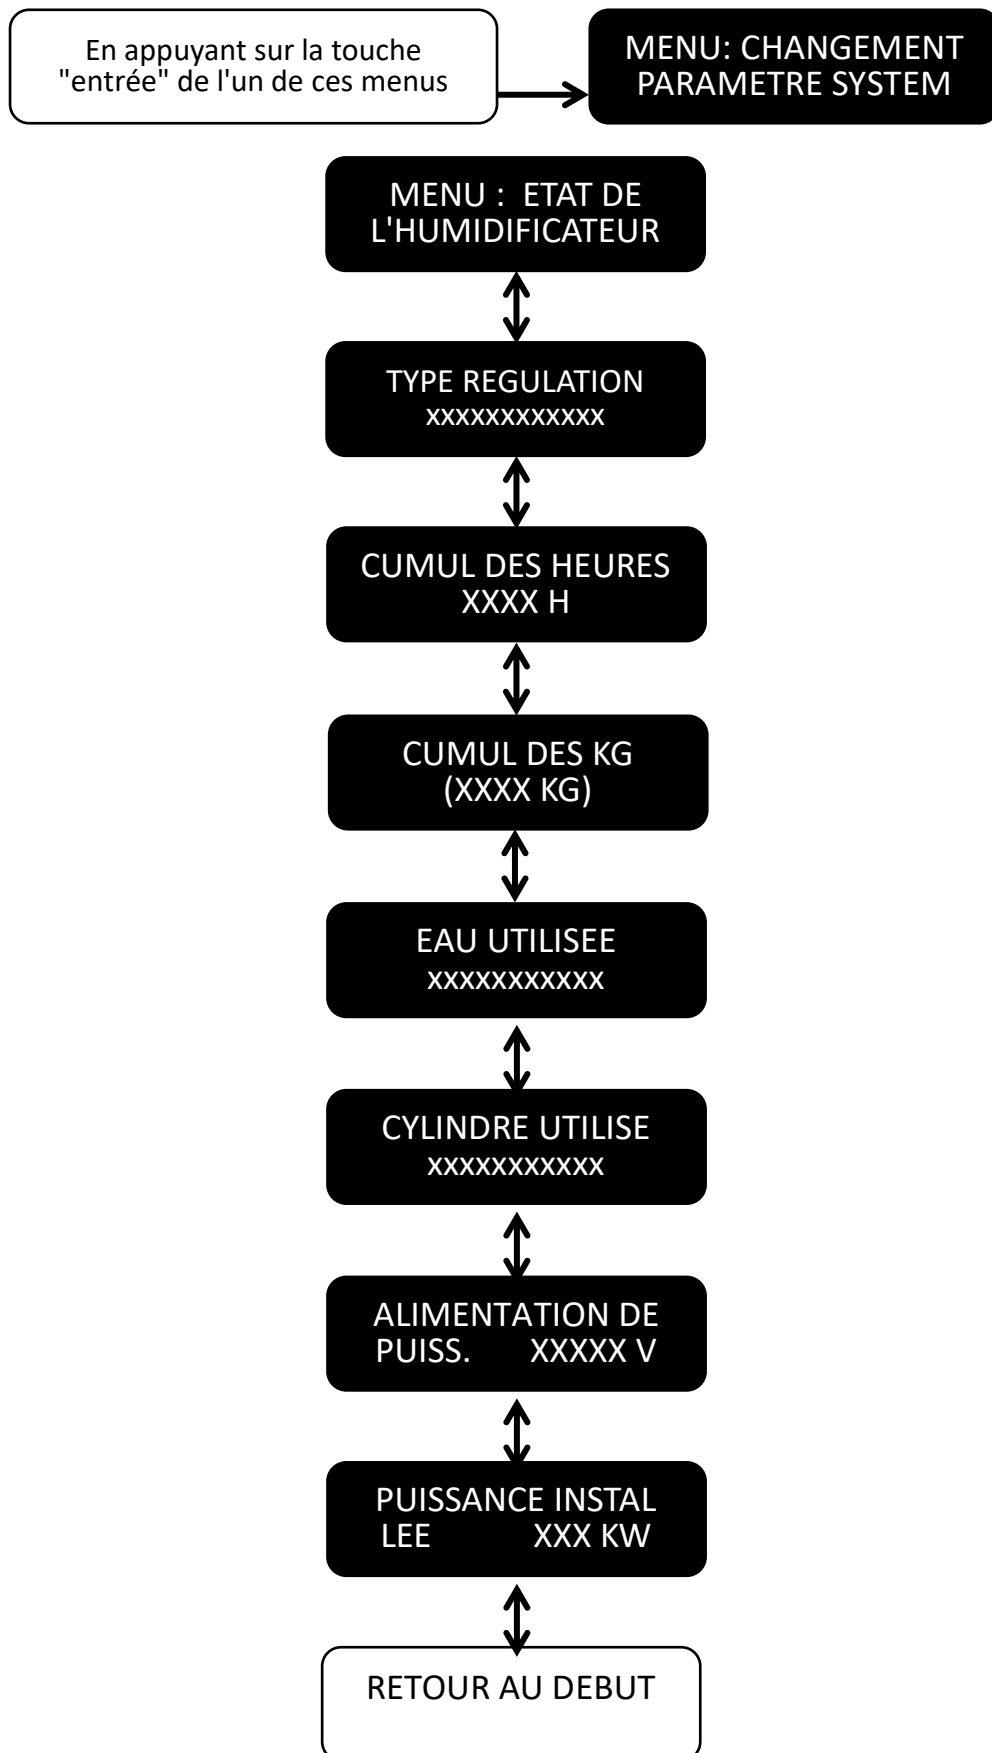 En appuyant sur la touche
"entrée" de l'un de ces menus
MENU: CHANGEMENT
PARAMETRE SYSTEM
MENU :  ETAT DE
L'HUMIDIFICATEUR
TYPE REGULATION
xxxxxxxxxxxx
CUMUL DES HEURES
XXXX H
CUMUL DES KG
(XXXX KG)
EAU UTILISEE
xxxxxxxxxxx
CYLINDRE UTILISE
xxxxxxxxxxx
ALIMENTATION DE
PUISS. XXXXX V
PUISSANCE INSTAL
LEE XXX KW
RETOUR AU DEBUT